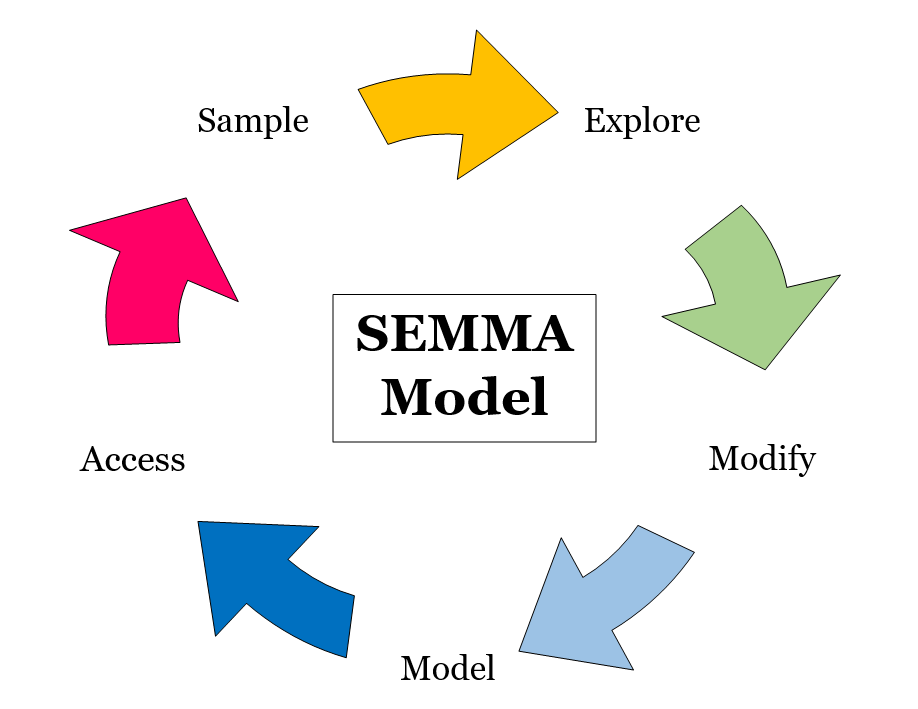 Sample
Explore
SEMMA
Model
Access
Modify
Model